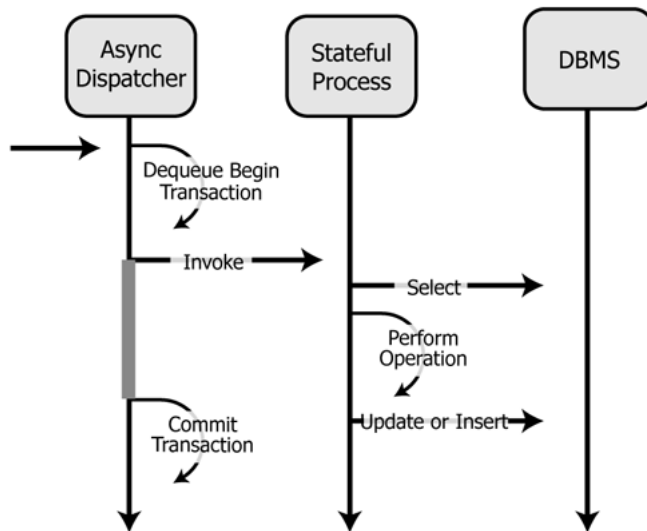 Async
Dispatcher
Stateful
Process
DBMS
Dequeue Begin
Transaction
Invoke
Select
Perform
Operation
Update or Insert
Commit
Transaction